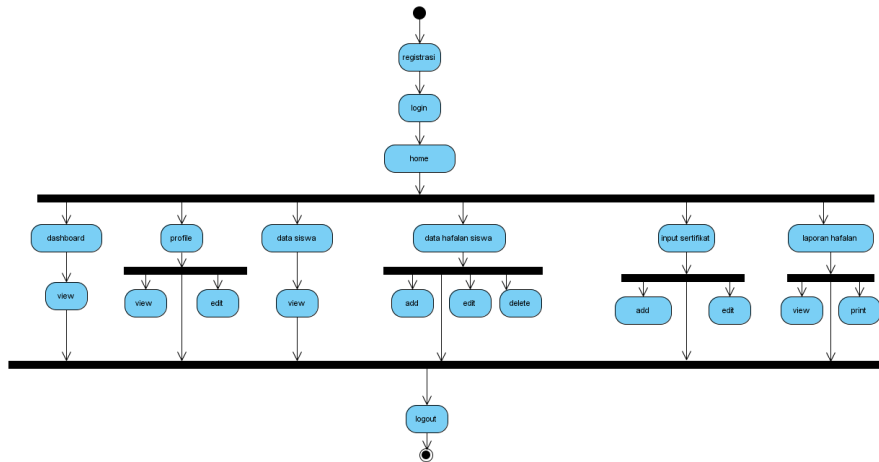 registrasi
login
home
dashboard
profile
data siswa
data hafalan siswa
input sertifikat
laporan hafalan
view
view
edit
view
add
edit
delete
add
edit
view
print
logout